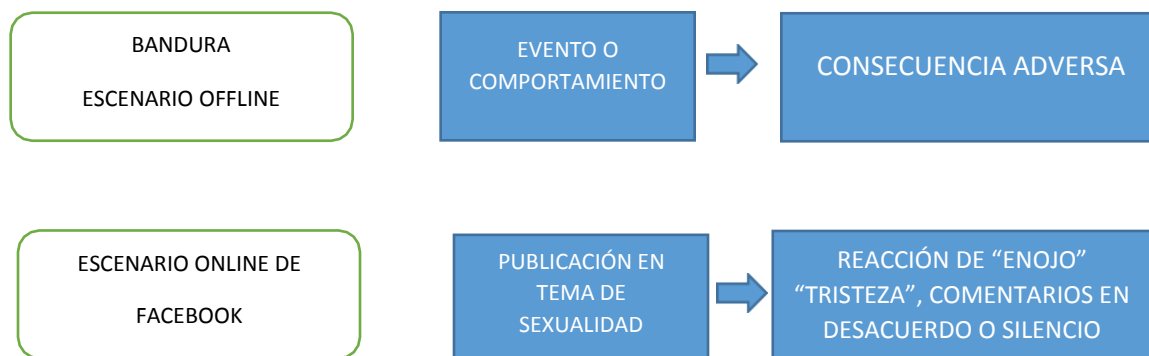 BANDURA
ESCENARIO OFFLINE
EVENTO O
COMPORTAMIENTO
CONSECUENCIA ADVERSA
ESCENARIO ONLINE DE
FACEBOOK
PUBLICACIÓN EN
TEMA DE
SEXUALIDAD
REACCIÓN DE “ENOJO”
“TRISTEZA”, COMENTARIOS EN
DESACUERDO O SILENCIO